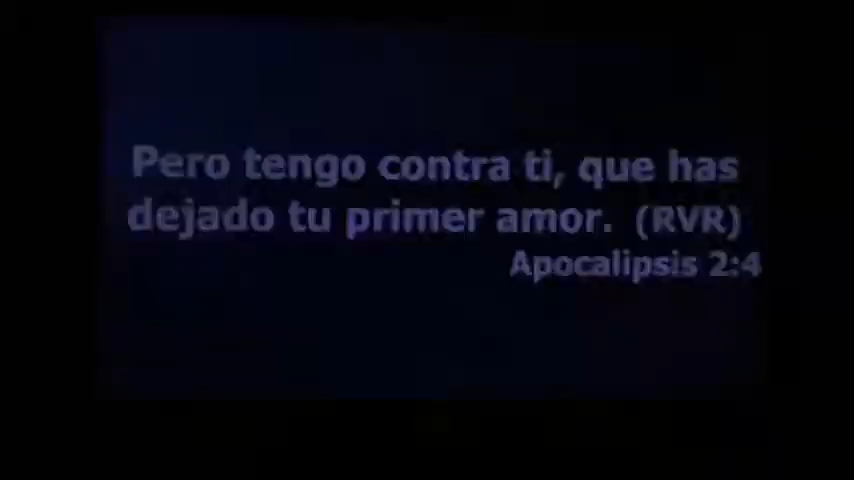 Pero tengo contra ti, que has
dejado tu primer amor. (RVR)
Apocalipsis 2:4